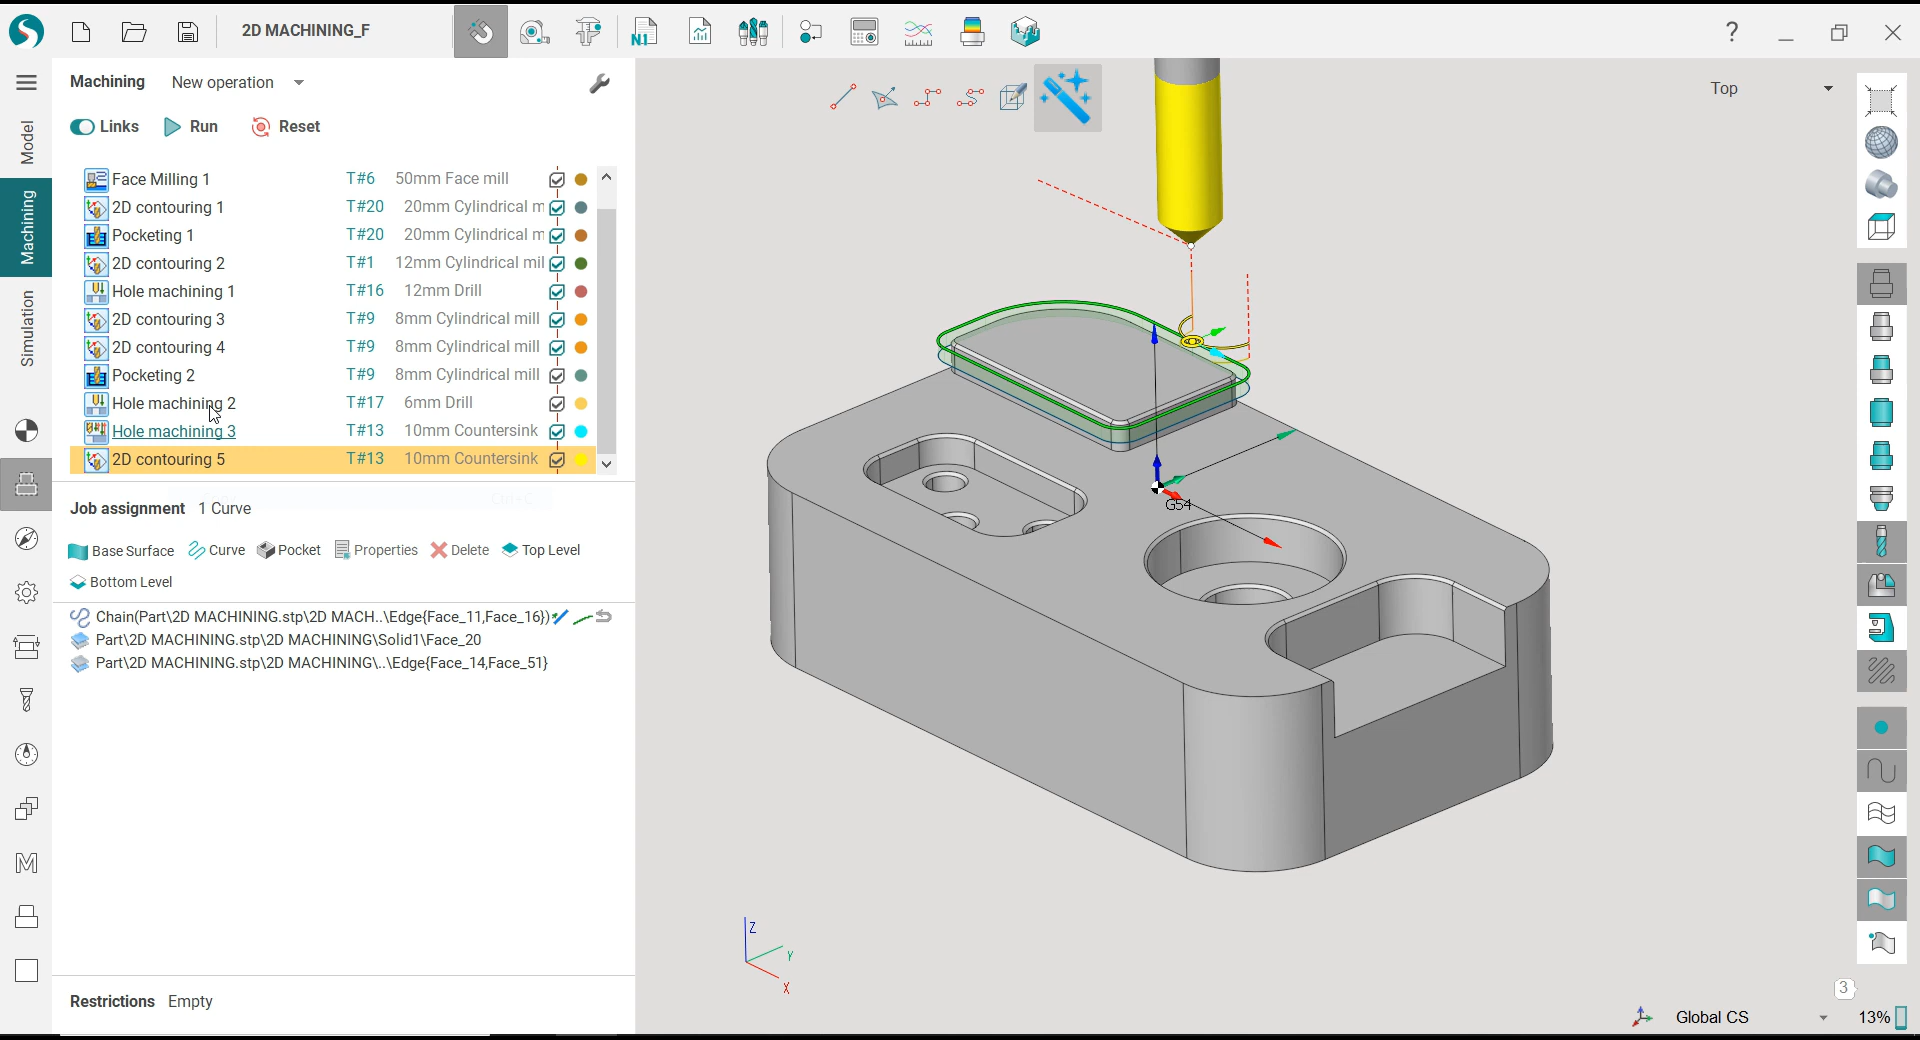 2D MACHINING_F
N1
?
Machining New operation
Top
Links Run Reset
Model
Machining
Simulation
Face Milling 1 T#6 50mm Face mill
2D contouring 1 T#20 20mm Cylindrical m
Pocketing 1 T#20 20mm Cylindrical m
2D contouring 2 T#1 12mm Cylindrical mil
Hole machining 1 T#16 12mm Drill
2D contouring 3 T#9 8mm Cylindrical mill
2D contouring 4 T#9 8mm Cylindrical mill
Pocketing 2 T#9 8mm Cylindrical mill
Hole machining 2 T#17 6mm Drill
Hole machining 3 T#13 10mm Countersink
2D contouring 5 T#13 10mm Countersink
Ctrl+C
Job assignment 1 Curve
Base Surface Curve Pocket Properties Delete Top Level
Bottom Level
Chain(Part\2D MACHINING.stp\2D MACH..\Edge{Face_11,Face_16})
Part\2D MACHINING.stp\2D MACHINING\Solid1\Face_20
Part\2D MACHINING.stp\2D MACHINING\..\Edge{Face_14,Face_51}
G54
Z
Y
X
M
Restrictions Empty
3
Global CS 13%